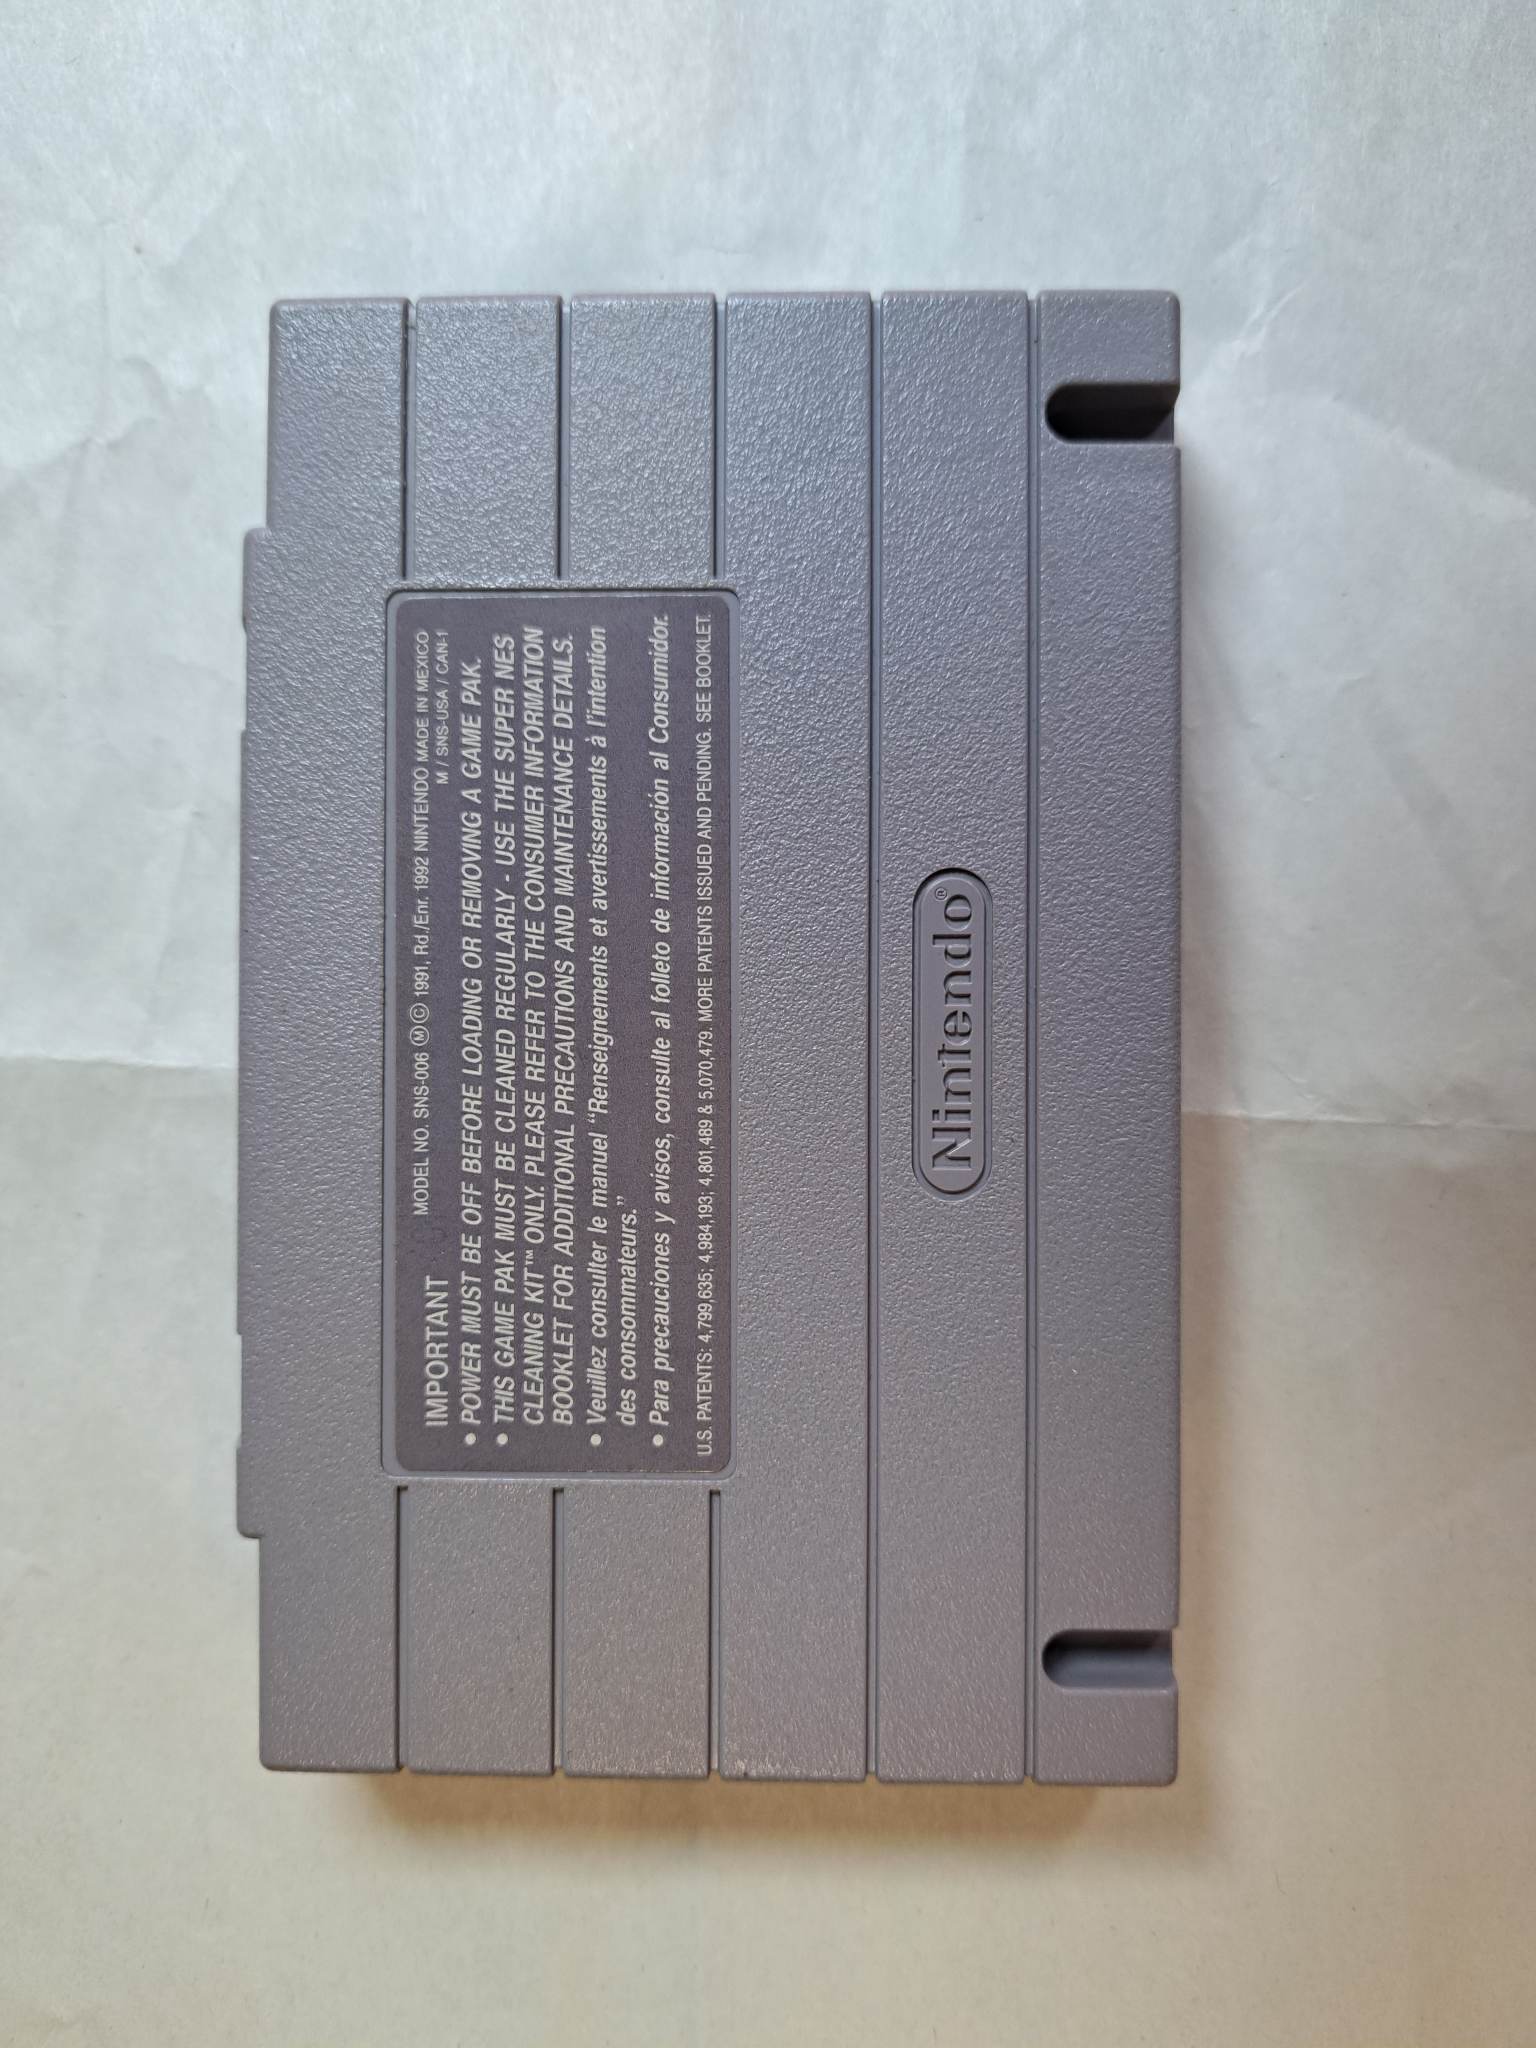 IMPORTANT MODEL NO. SNS-006 Ⓜ Ⓒ 1991, Rd./Enr. 1992 NINTENDO MADE IN MEXICO
M / SNS-USA / CAN-1
• POWER MUST BE OFF BEFORE LOADING OR REMOVING A GAME PAK.
• THIS GAME PAK MUST BE CLEANED REGULARLY - USE THE SUPER NES
CLEANING KIT™ ONLY. PLEASE REFER TO THE CONSUMER INFORMATION
BOOKLET FOR ADDITIONAL PRECAUTIONS AND MAINTENANCE DETAILS.
• Veuillez consulter le manuel “Renseignements et avertissements à l'intention
des consommateurs.”
• Para precauciones y avisos, consulte al folleto de información al Consumidor.
U.S. PATENTS: 4,799,635; 4,984,193; 4,801,489 & 5,070,479. MORE PATENTS ISSUED AND PENDING. SEE BOOKLET.
Nintendo®